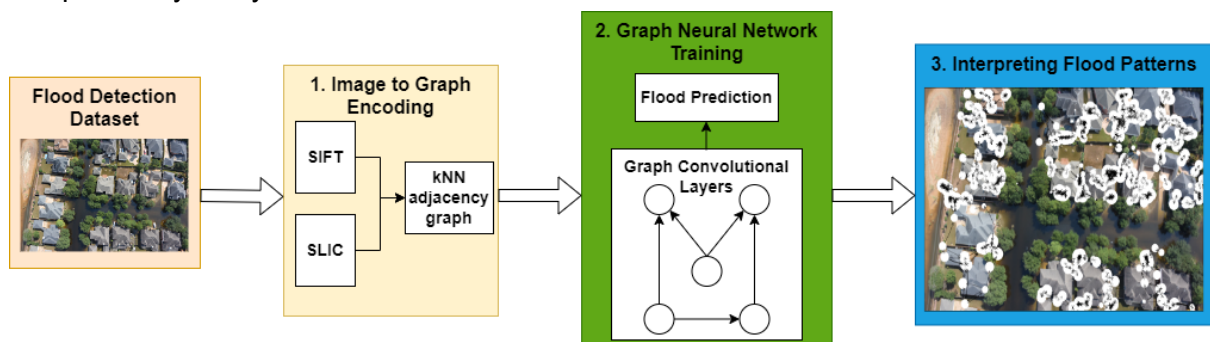 Flood Detection
Dataset
1. Image to Graph
Encoding
SIFT
SLIC
kNN
adjacency
graph
2. Graph Neural Network
Training
Flood Prediction
Graph Convolutional
Layers
3. Interpreting Flood Patterns